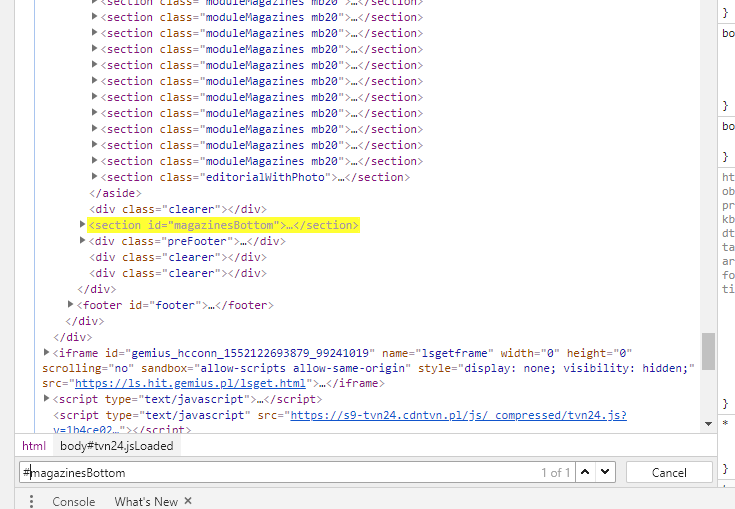 <section class="moduleMagazines mb20">…</section>
<section class="moduleMagazines mb20">…</section>
<section class="moduleMagazines mb20">…</section>
<section class="moduleMagazines mb20">…</section>
<section class="moduleMagazines mb20">…</section>
<section class="moduleMagazines mb20">…</section>
<section class="moduleMagazines mb20">…</section>
<section class="moduleMagazines mb20">…</section>
<section class="moduleMagazines mb20">…</section>
<section class="moduleMagazines mb20">…</section>
<section class="moduleMagazines mb20">…</section>
<section class="editorialWithPhoto">…</section>
</aside>
<div class="clearer"></div>
<section id="magazinesBottom">…</section>
<div class="preFooter">…</div>
<div class="clearer"></div>
<div class="clearer"></div>
</div>
<footer id="footer">…</footer>
</div>
</div>
<iframe id="gemius_hcconn_1552122693879_99241019" name="lsgetframe" width="0" height="0"
scrolling="no" sandbox="allow-scripts allow-same-origin" style="display: none; visibility: hidden;"
src="https://ls.hit.gemius.pl/lsget.html">…</iframe>
<script type="text/javascript">…</script>
<script type="text/javascript" src="https://s9-tvn24.cdntvn.pl/js/_compressed/tvn24.js?
v=1b4ce02…"></script>
html body#tvn24.jsLoaded
#magazinesBottom 1 of 1 Cancel
Console What's New ×
}
bo
}
bo
}
ht
ob
pr
kb
dt
ta
ar
fo
ti
}
*
}